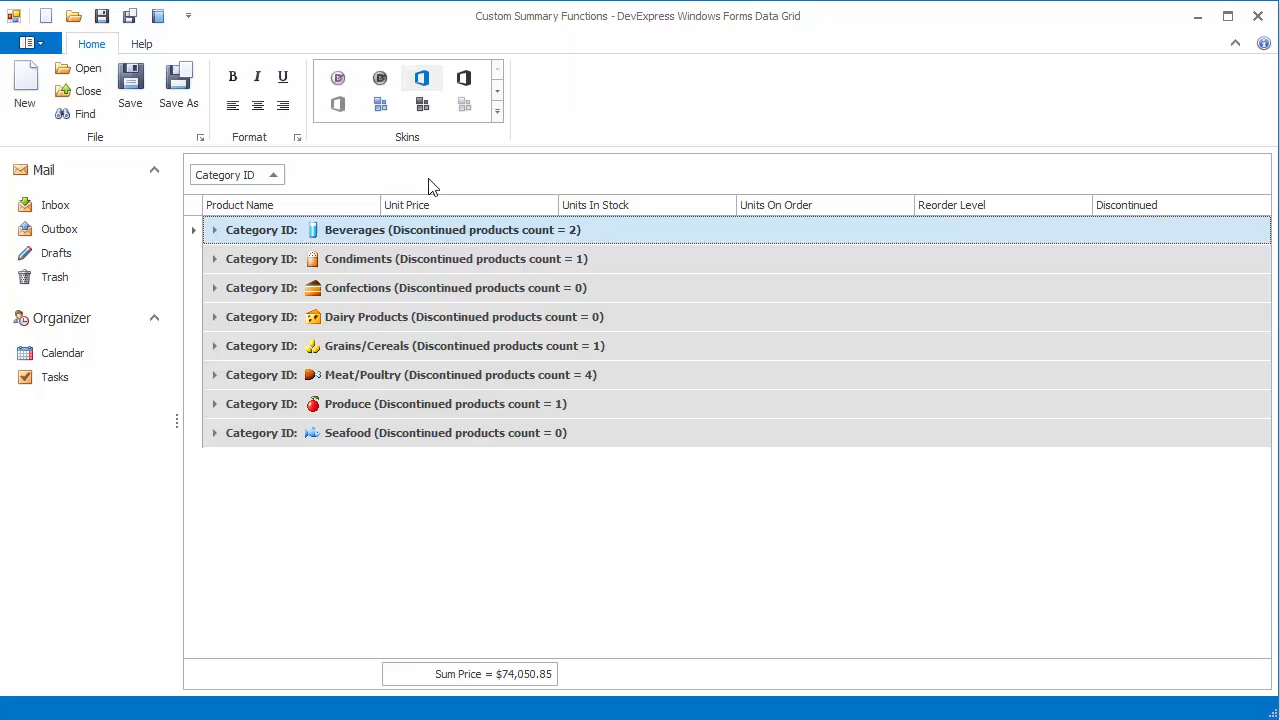 Custom Summary Functions - DevExpress Windows Forms Data Grid
Home Help
New
Open
Close
Find
Save
Save As
B I U
File
Format
Skins
Mail
Inbox
Outbox
Drafts
Trash
Organizer
Calendar
Tasks
Category ID
Product Name Unit Price Units In Stock Units On Order Reorder Level Discontinued
Category ID: Beverages (Discontinued products count = 2)
Category ID: Condiments (Discontinued products count = 1)
Category ID: Confections (Discontinued products count = 0)
Category ID: Dairy Products (Discontinued products count = 0)
Category ID: Grains/Cereals (Discontinued products count = 1)
Category ID: Meat/Poultry (Discontinued products count = 4)
Category ID: Produce (Discontinued products count = 1)
Category ID: Seafood (Discontinued products count = 0)
Sum Price = $74,050.85